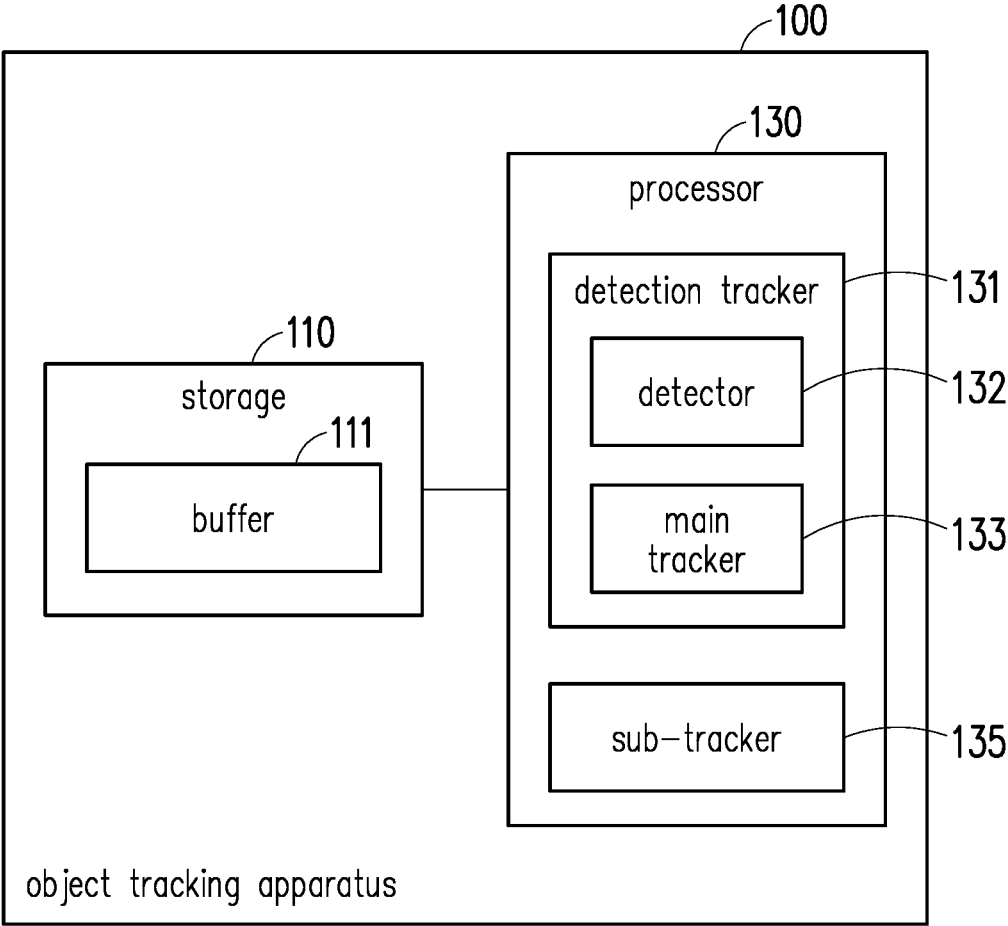 100
130
processor
131
detection tracker
110
storage
132
detector
111
buffer
133
main
tracker
135
sub-tracker
object tracking apparatus